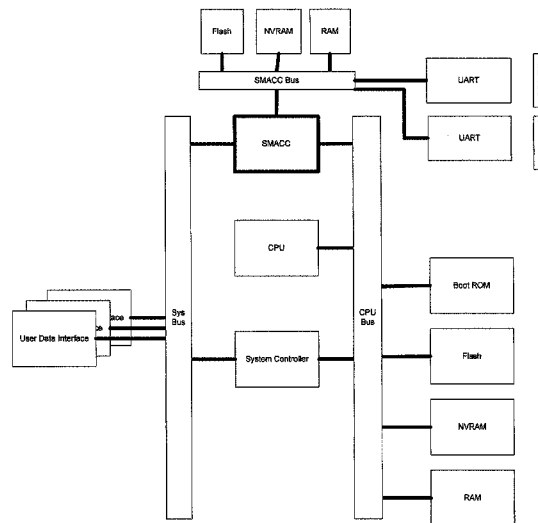 Flash
NVRAM
RAM
SMACC Bus
UART
UART
SMACC
CPU
Boot ROM
Sys
Bus
CPU
Bus
User Data Interface
ace
e
System Controller
Flash
NVRAM
RAM